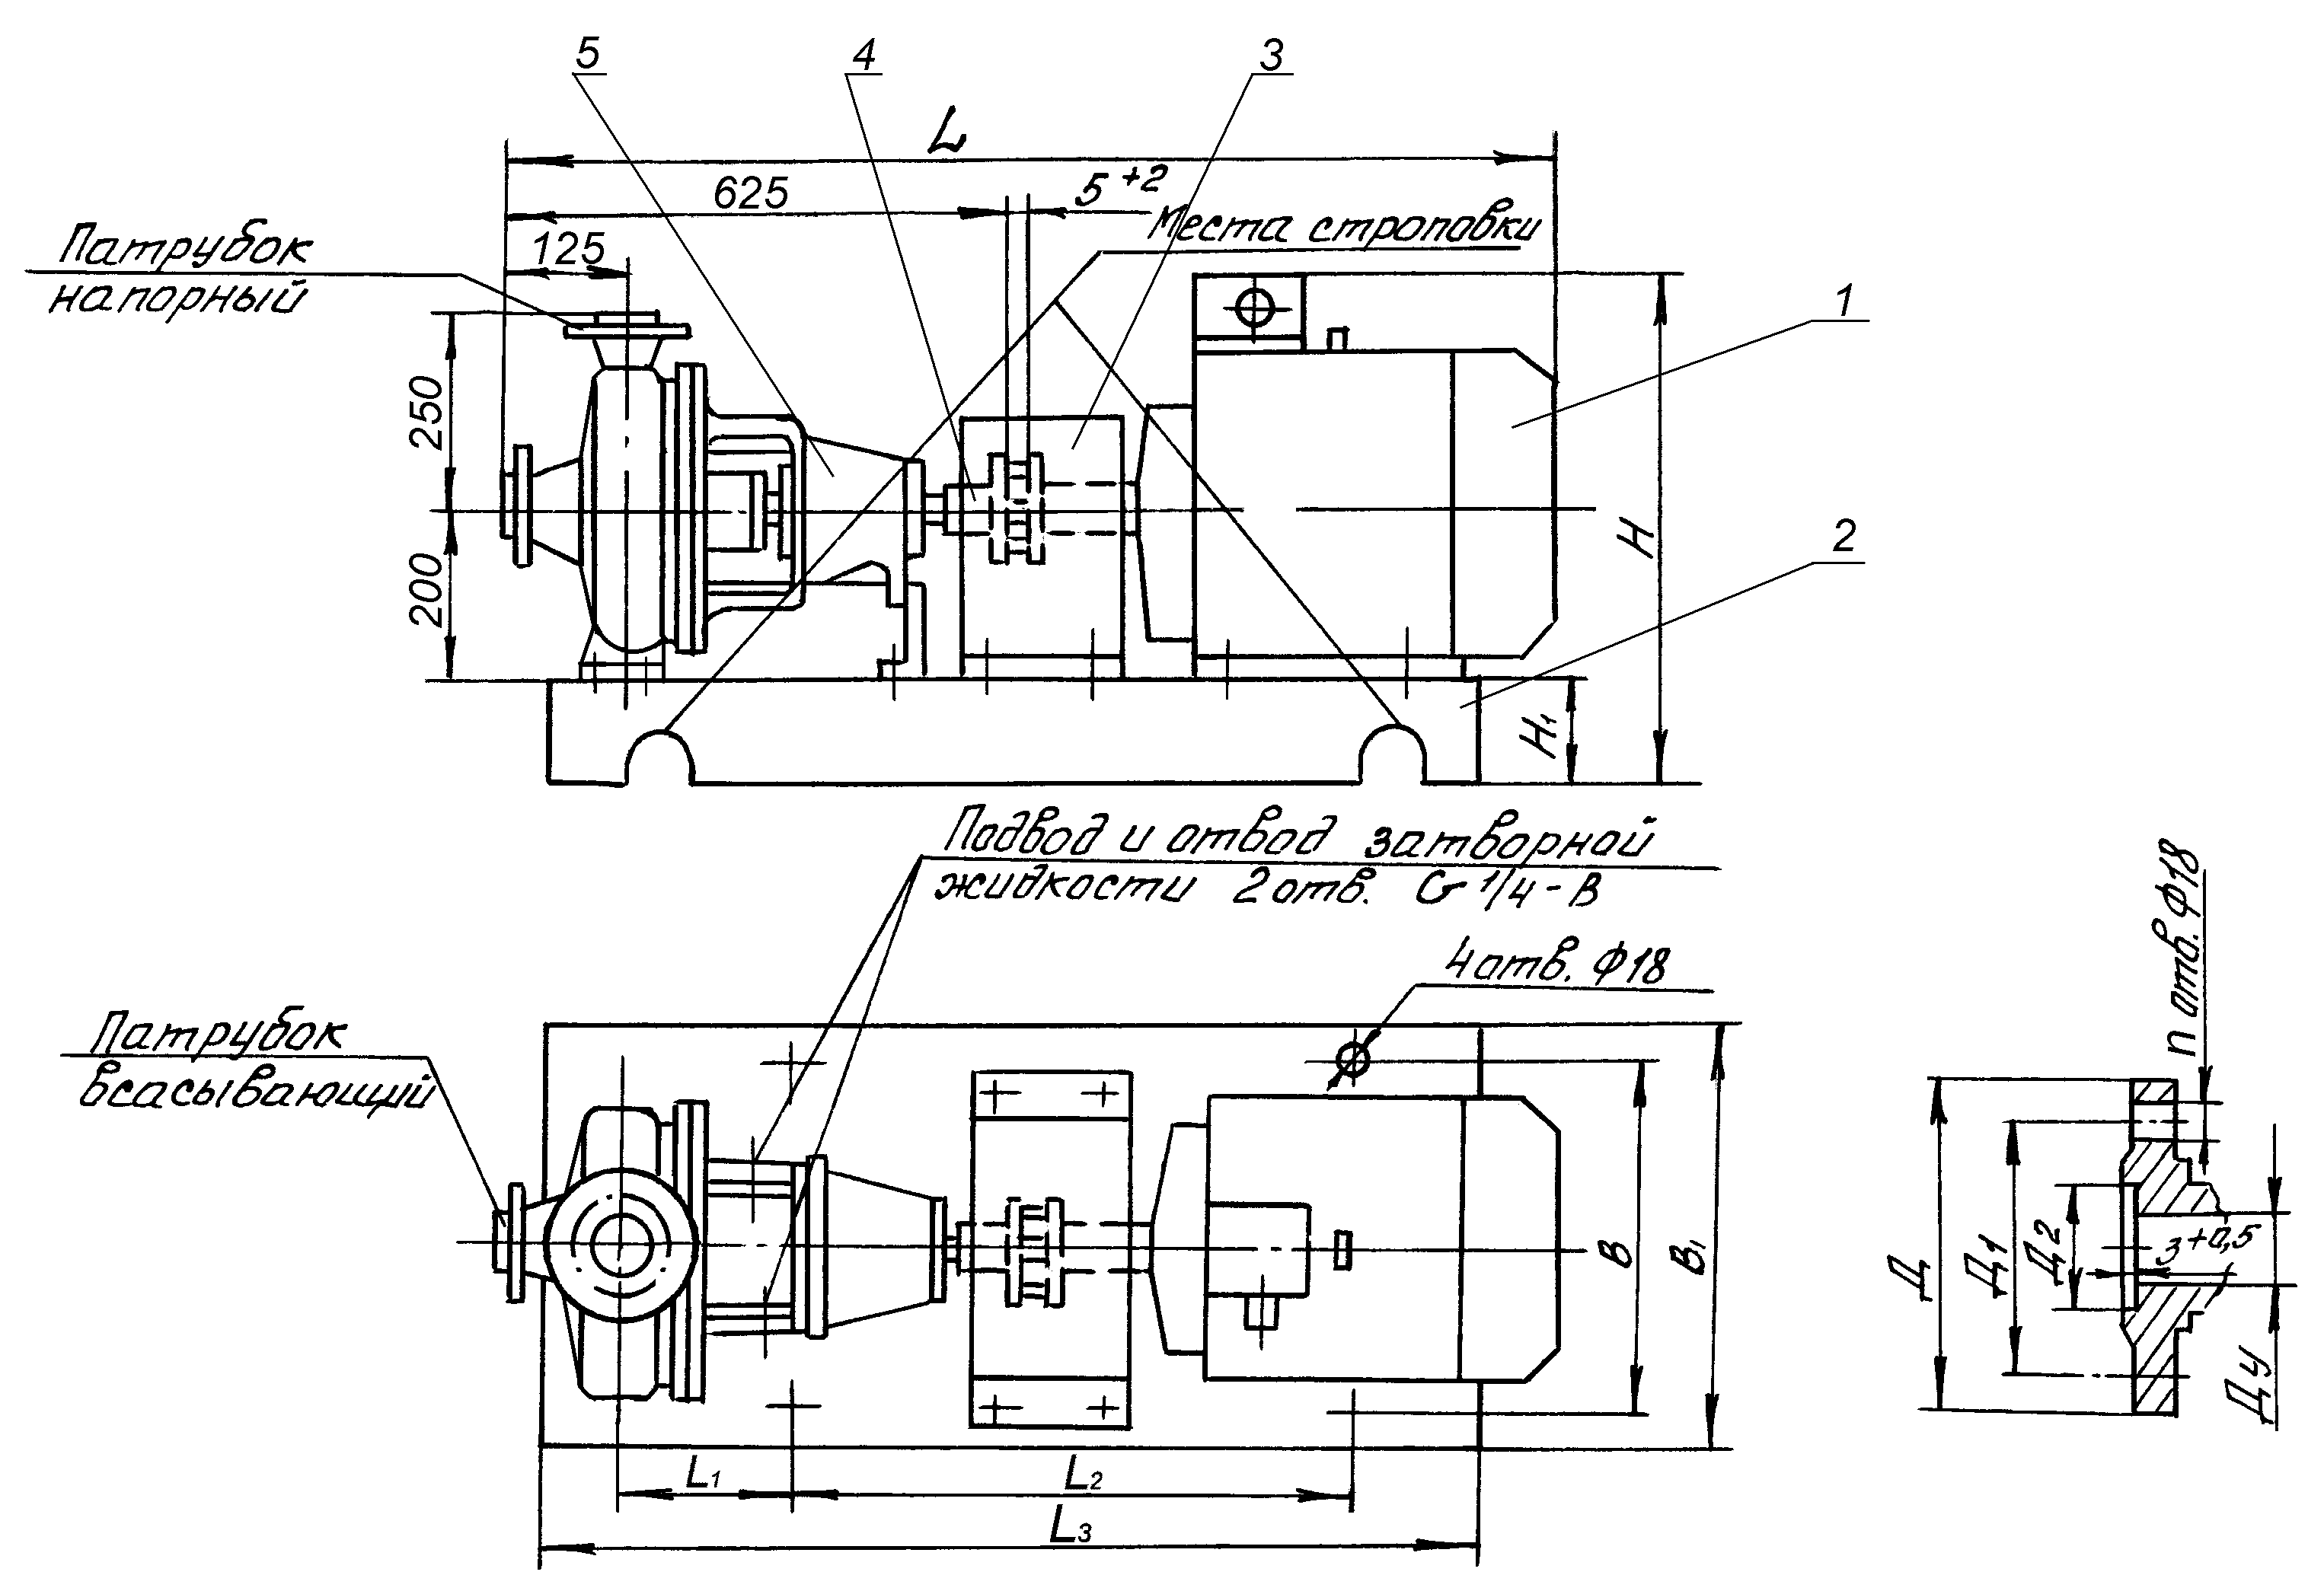 5
4
3
L
625
5 +2
125
Места строповки
Патрубок
напорный
1
250
2
H
200
H1
Подвод и отвод затворной
жидкости 2 отв. G 1/4 - В
4 отв. Ф18
n отв. Ф18
Патрубок
всасывающий
В
В1
Д
Д1
Д2
3 +0,5
Ду
L1
L2
L3